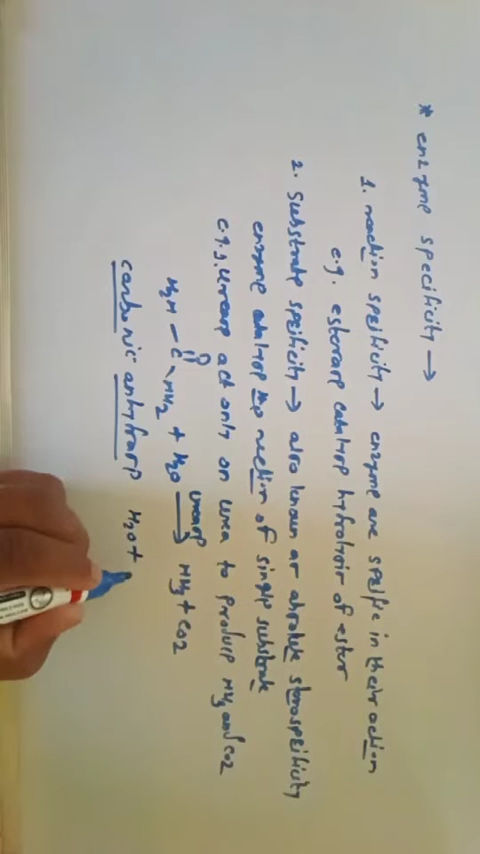 * enzyme specificity →
1. reaction specificity → enzyme are specific in their action
e.g. esterase catalyse hydrolysis of ester
2. Substrate specificity → also known as absolute sterospecificity
enzyme catalyse the reaction of single substrate
e.g., urease act only on urea to produce NH3 and CO2
H2N - C - NH2 + H2O → NH3 + CO2
O
urease
carbonic anhydrase H2O +